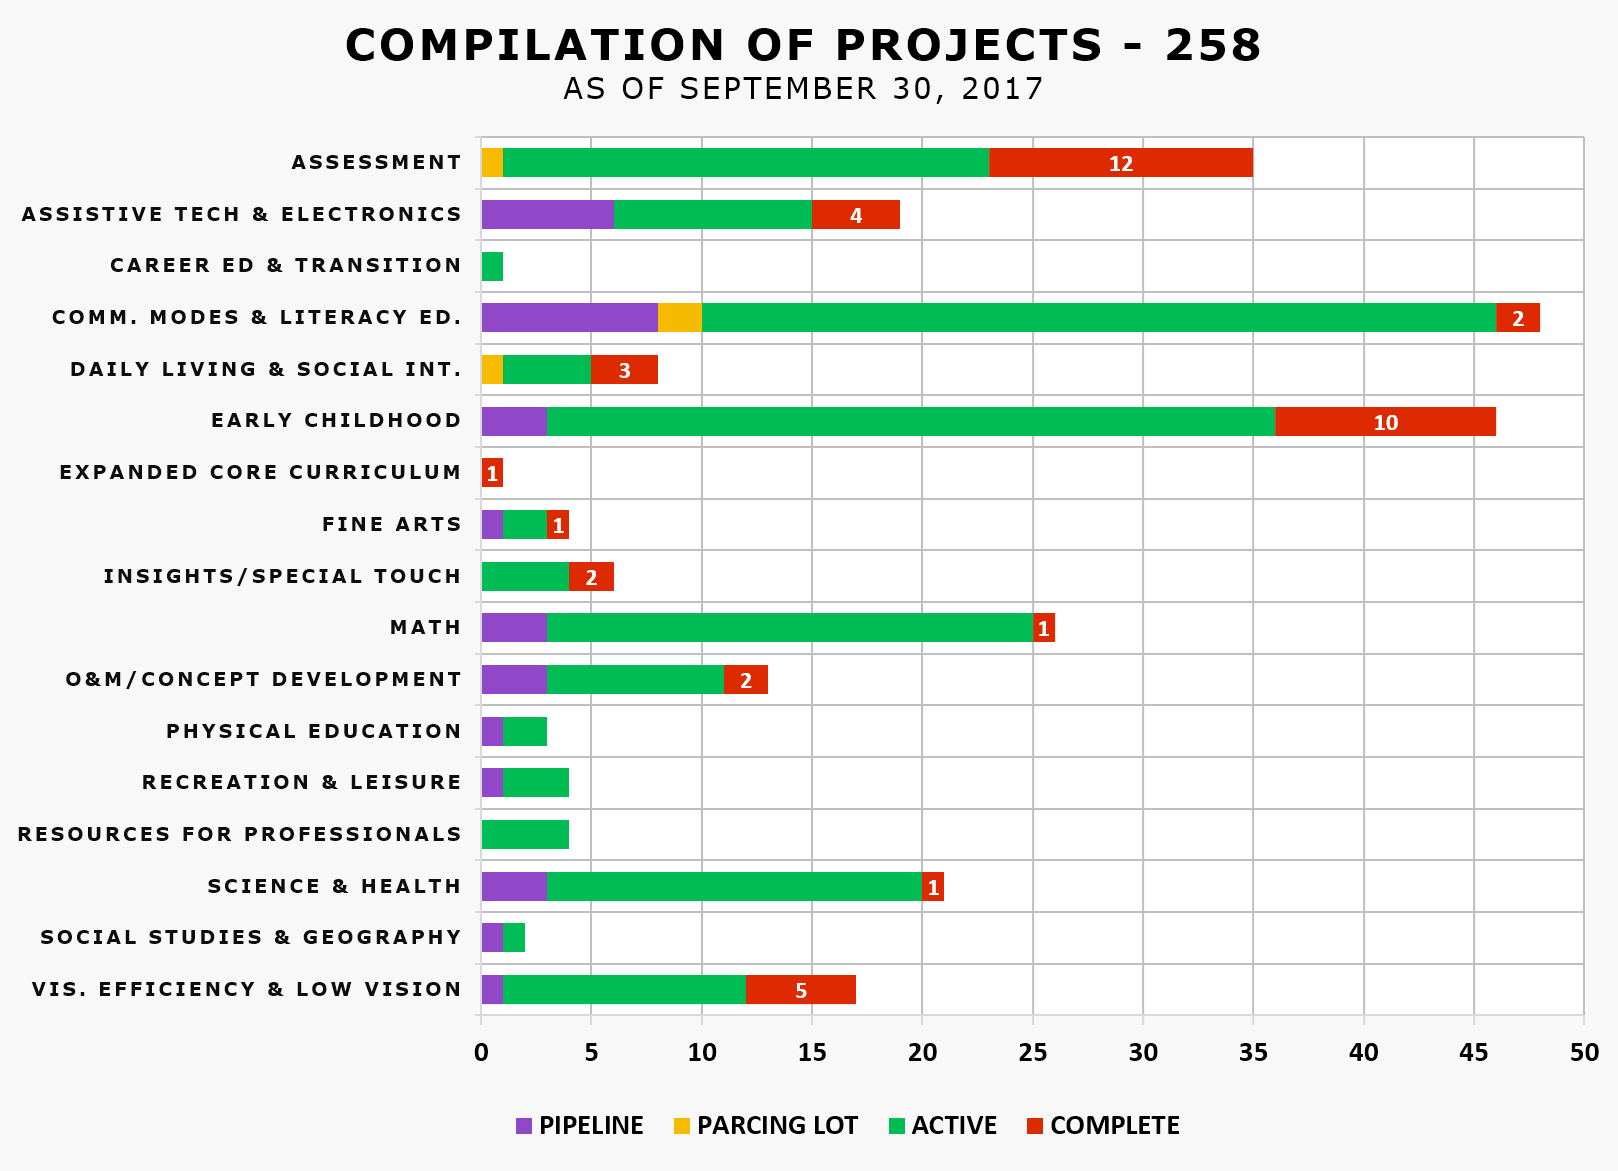 COMPILATION OF PROJECTS - 258
AS OF SEPTEMBER 30, 2017
ASSESSMENT 12
ASSISTIVE TECH & ELECTRONICS 4
CAREER ED & TRANSITION
COMM. MODES & LITERACY ED. 2
DAILY LIVING & SOCIAL INT. 3
EARLY CHILDHOOD 10
EXPANDED CORE CURRICULUM 1
FINE ARTS 1
INSIGHTS/SPECIAL TOUCH 2
MATH 1
O&M/CONCEPT DEVELOPMENT 2
PHYSICAL EDUCATION
RECREATION & LEISURE
RESOURCES FOR PROFESSIONALS
SCIENCE & HEALTH 1
SOCIAL STUDIES & GEOGRAPHY
VIS. EFFICIENCY & LOW VISION 5
0 5 10 15 20 25 30 35 40 45 50
PIPELINE PARCING LOT ACTIVE COMPLETE